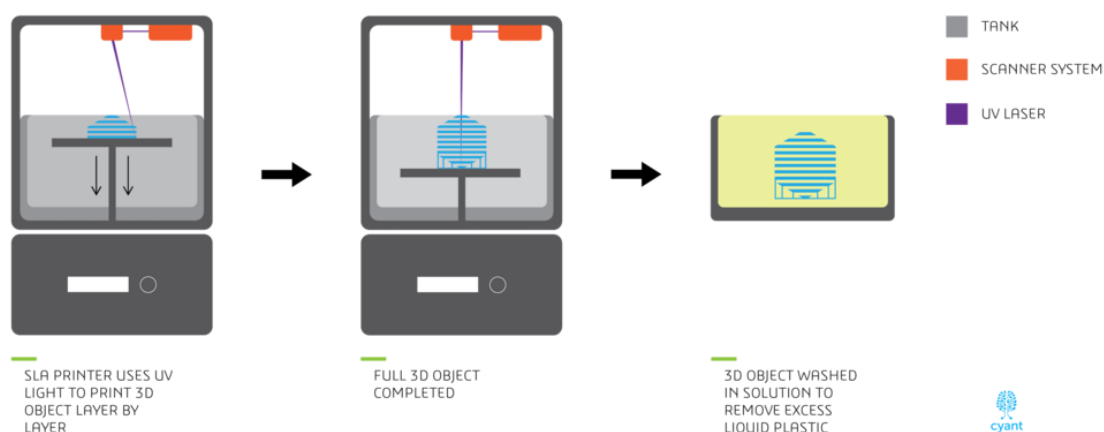 TANK
SCANNER SYSTEM
UV LASER
SLA PRINTER USES UV
LIGHT TO PRINT 3D
OBJECT LAYER BY
LAYER
FULL 3D OBJECT
COMPLETED
3D OBJECT WASHED
IN SOLUTION TO
REMOVE EXCESS
LIQUID PLASTIC
cyant